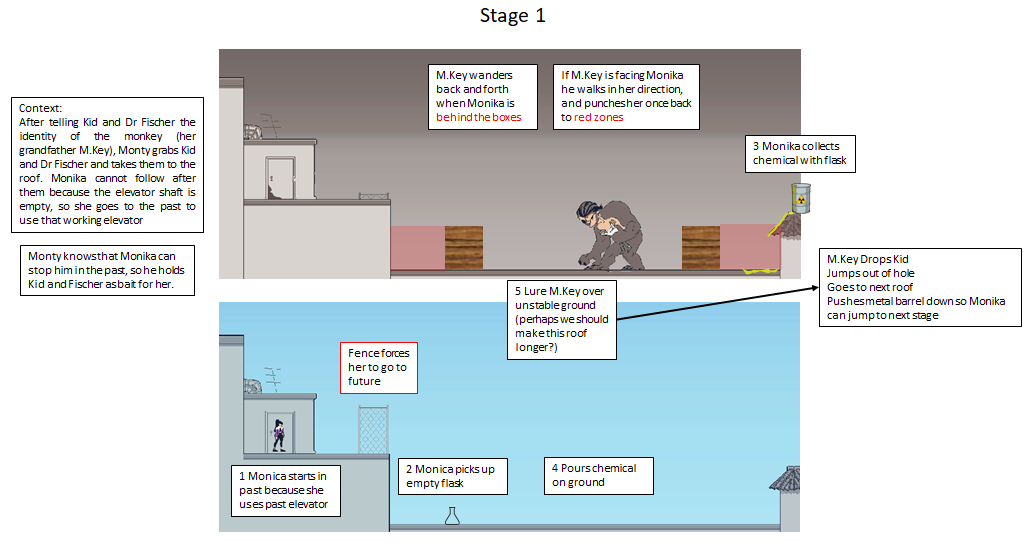 Stage 1
Context:
After telling Kid and Dr Fischer the
identity of the monkey (her
grandfather M.Key), Monty grabs Kid
and Dr Fischer and takes them to the
roof. Monika cannot follow after
them because the elevator shaft is
empty, so she goes to the past to
use that working elevator
Monty knows that Monika can
stop him in the past, so he holds
Kid and Fischer as bait for her.
M.Key wanders
back and forth
when Monika is
behind the boxes
If M.Key is facing Monika
he walks in her direction,
and punches her once back
to red zones
3 Monika collects
chemical with flask
M.Key Drops Kid
Jumps out of hole
Goes to next roof
Pushes metal barrel down so Monika
can jump to next stage
5 Lure M.Key over
unstable ground
(perhaps we should
make this roof
longer?)
Fence forces
her to go to
future
1 Monica starts in
past because she
uses past elevator
2 Monica picks up
empty flask
4 Pours chemical
on ground